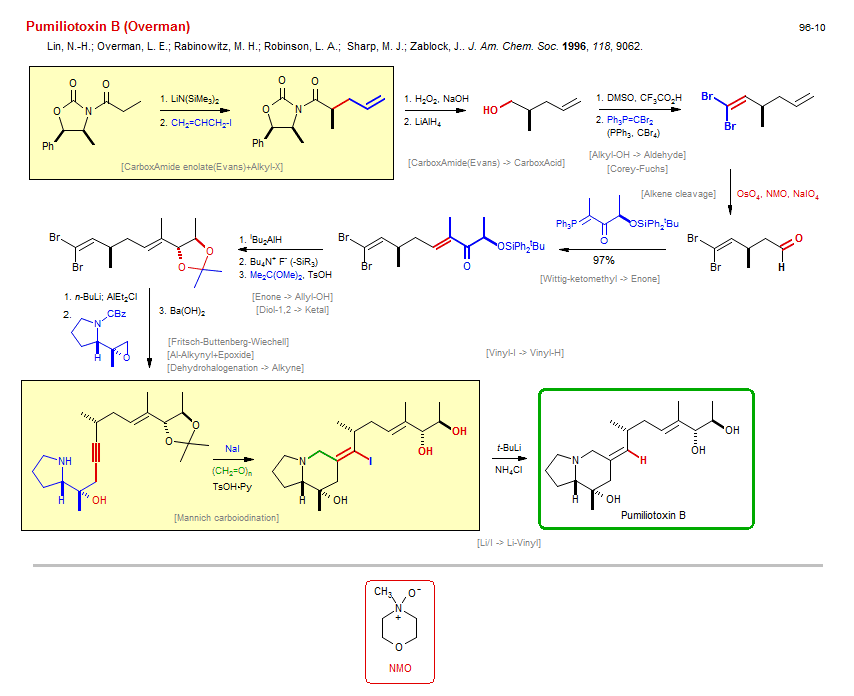 Pumiliotoxin B (Overman)
96-10
Lin, N.-H.; Overman, L. E.; Rabinowitz, M. H.; Robinson, L. A.; Sharp, M. J.; Zablock, J.. J. Am. Chem. Soc. 1996, 118, 9062.
O O
O N
Ph
1. LiN(SiMe3)2
2. CH2=CHCH2-I
O O
O N
Ph
[CarboxAmide enolate(Evans)+Alkyl-X]
1. H2O2, NaOH
2. LiAlH4
[CarboxAmide(Evans) -> CarboxAcid]
HO
1. DMSO, CF3CO2H
2. Ph3P=CBr2
(PPh3, CBr4)
[Alkyl-OH -> Aldehyde]
[Corey-Fuchs]
Br
Br
[Alkene cleavage]
OsO4, NMO, NaIO4
Br
Br
O
H
Ph3P
OSiPh2tBu
O
97%
[Wittig-ketomethyl -> Enone]
Br
Br
O
OSiPh2tBu
1. iBu2AlH
2. Bu4N+ F- (-SiR3)
3. Me2C(OMe)2, TsOH
[Enone -> Allyl-OH]
[Diol-1,2 -> Ketal]
Br
Br
O
O
1. n-BuLi; AlEt2Cl
2.
CBz
N
H
O
3. Ba(OH)2
[Fritsch-Buttenberg-Wiechell]
[Al-Alkynyl+Epoxide]
[Dehydrohalogenation -> Alkyne]
[Vinyl-I -> Vinyl-H]
O
O
NH
H
OH
NaI
(CH2=O)n
TsOH•Py
[Mannich carboiodination]
OH
OH
I
N
H
OH
t-BuLi
NH4Cl
[Li/I -> Li-Vinyl]
OH
OH
H
N
H
OH
Pumiliotoxin B
CH3 O-
N
+
O
NMO